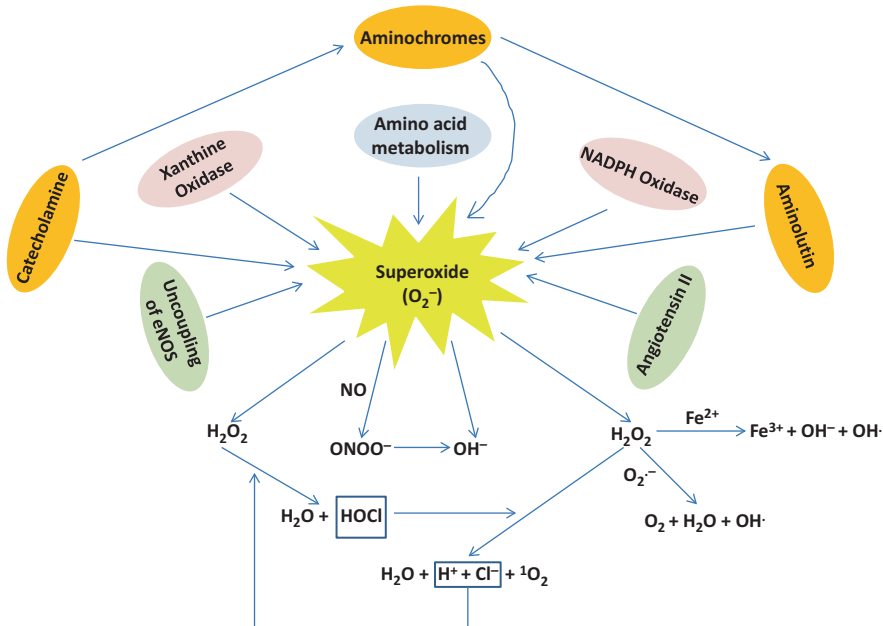 Aminochromes
Amino acid
metabolism
Xanthine
Oxidase
NADPH Oxidase
Catecholamine
Aminolutin
Superoxide
(O₂⁻)
Uncoupling
of eNOS
Angiotensin II
NO
H₂O₂
ONOO⁻
OH⁻
H₂O₂
Fe²⁺
Fe³⁺ + OH⁻ + OH·
O₂·⁻
H₂O + HOCl
O₂ + H₂O + OH·
H₂O + H⁺ + Cl⁻ + ¹O₂